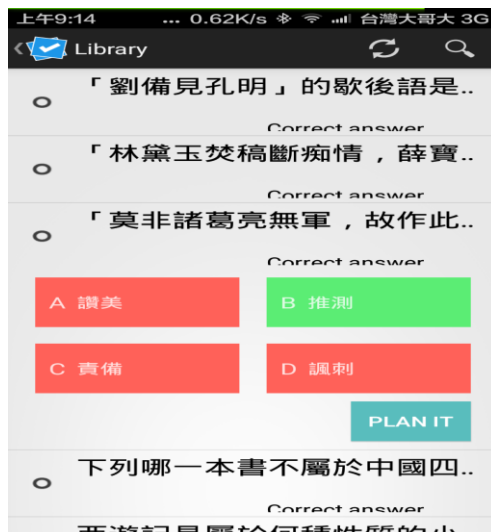 上午9:14 ... 0.62K/s 台灣大哥大 3G
Library
「劉備見孔明」的歇後語是..
Correct answer
「林黛玉焚稿斷痴情，薛寶..
Correct answer
「莫非諸葛亮無軍，故作此..
Correct answer
A 讚美 B 推測
C 責備 D 諷刺
PLAN IT
下列哪一本書不屬於中國四..
Correct answer
西遊記是屬於何種性質的小